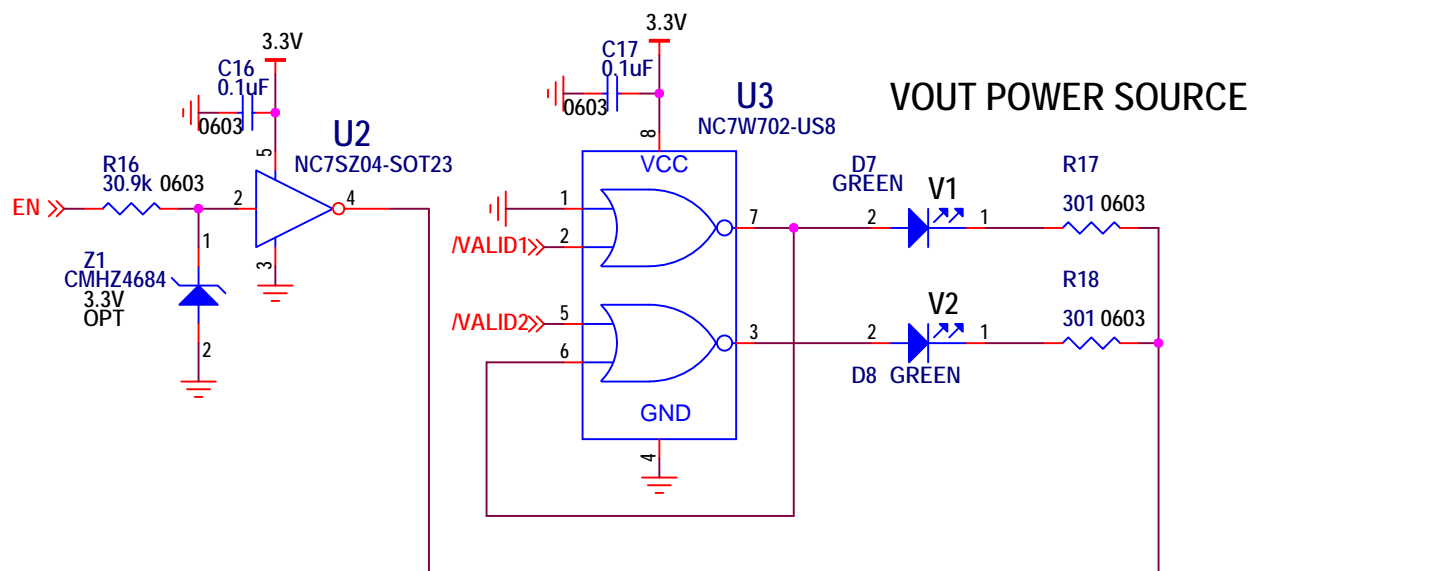 3.3V
C16
0.1uF
0603
5
U2
NC7SZ04-SOT23
R16
30.9k 0603
EN
2
4
1
3
Z1
CMHZ4684
3.3V
OPT
2
3.3V
C17
0.1uF
0603
8
U3
NC7W702-US8
VOUT POWER SOURCE
VCC
1
/VALID1
2
7
/VALID2
5
6
3
GND
4
D7
GREEN
V1
2
1
R17
301 0603
V2
2
1
D8 GREEN
R18
301 0603